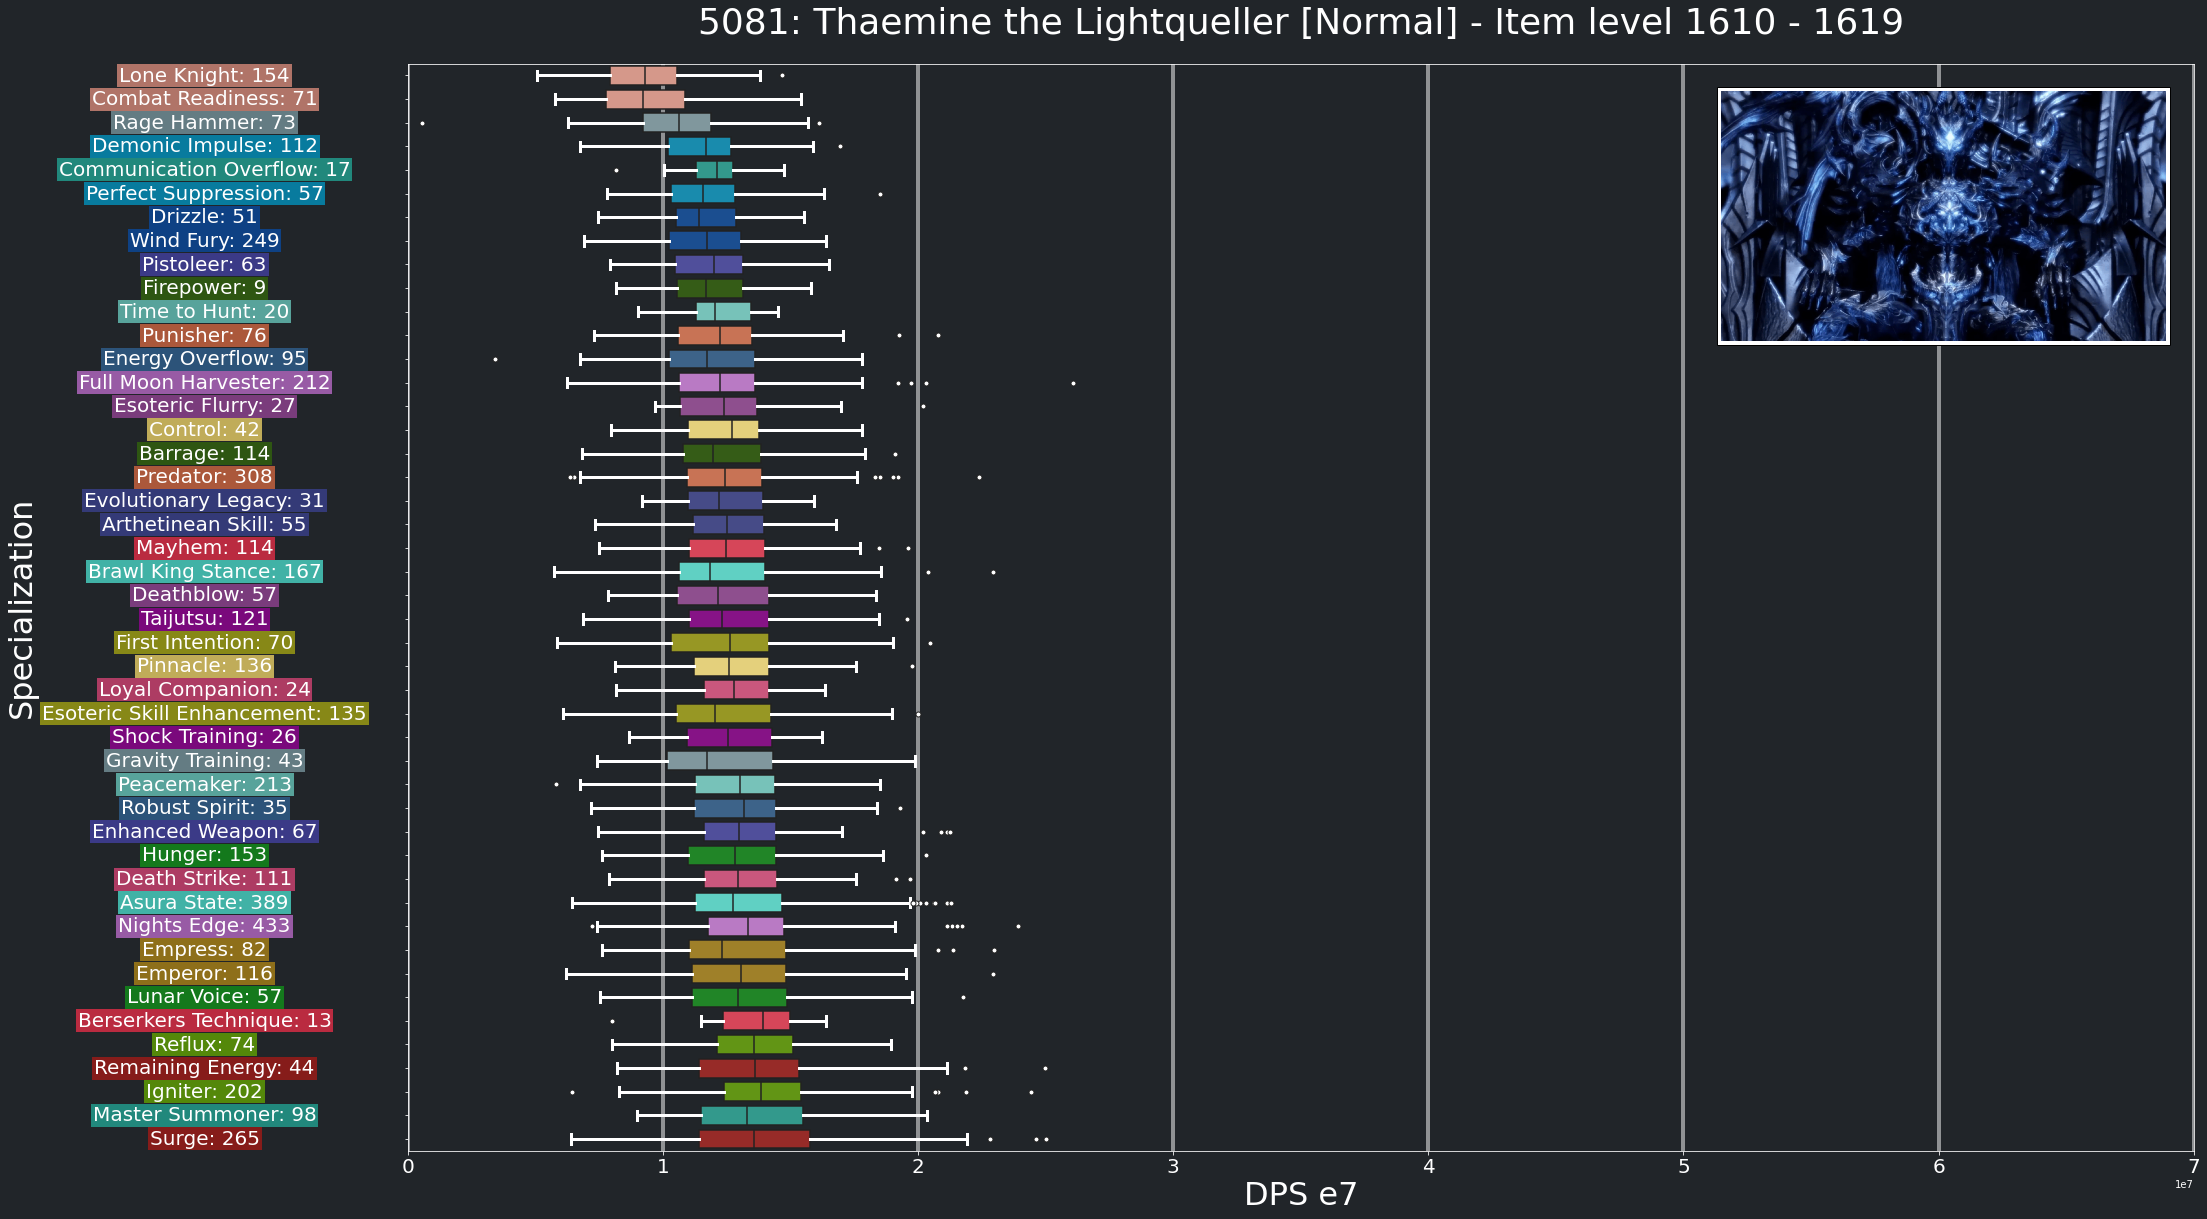 5081: Thaemine the Lightqueller [Normal] - Item level 1610 - 1619
Lone Knight: 154
Combat Readiness: 71
Rage Hammer: 73
Demonic Impulse: 112
Communication Overflow: 17
Perfect Suppression: 57
Drizzle: 51
Wind Fury: 249
Pistoleer: 63
Firepower: 9
Time to Hunt: 20
Punisher: 76
Energy Overflow: 95
Full Moon Harvester: 212
Esoteric Flurry: 27
Control: 42
Barrage: 114
Predator: 308
Evolutionary Legacy: 31
Arthetinean Skill: 55
Mayhem: 114
Brawl King Stance: 167
Deathblow: 57
Taijutsu: 121
First Intention: 70
Pinnacle: 136
Loyal Companion: 24
Esoteric Skill Enhancement: 135
Shock Training: 26
Gravity Training: 43
Peacemaker: 213
Robust Spirit: 35
Enhanced Weapon: 67
Hunger: 153
Death Strike: 111
Asura State: 389
Nights Edge: 433
Empress: 82
Emperor: 116
Lunar Voice: 57
Berserkers Technique: 13
Reflux: 74
Remaining Energy: 44
Igniter: 202
Master Summoner: 98
Surge: 265
Specialization
0 1 2 3 4 5 6 7
1e7
DPS e7